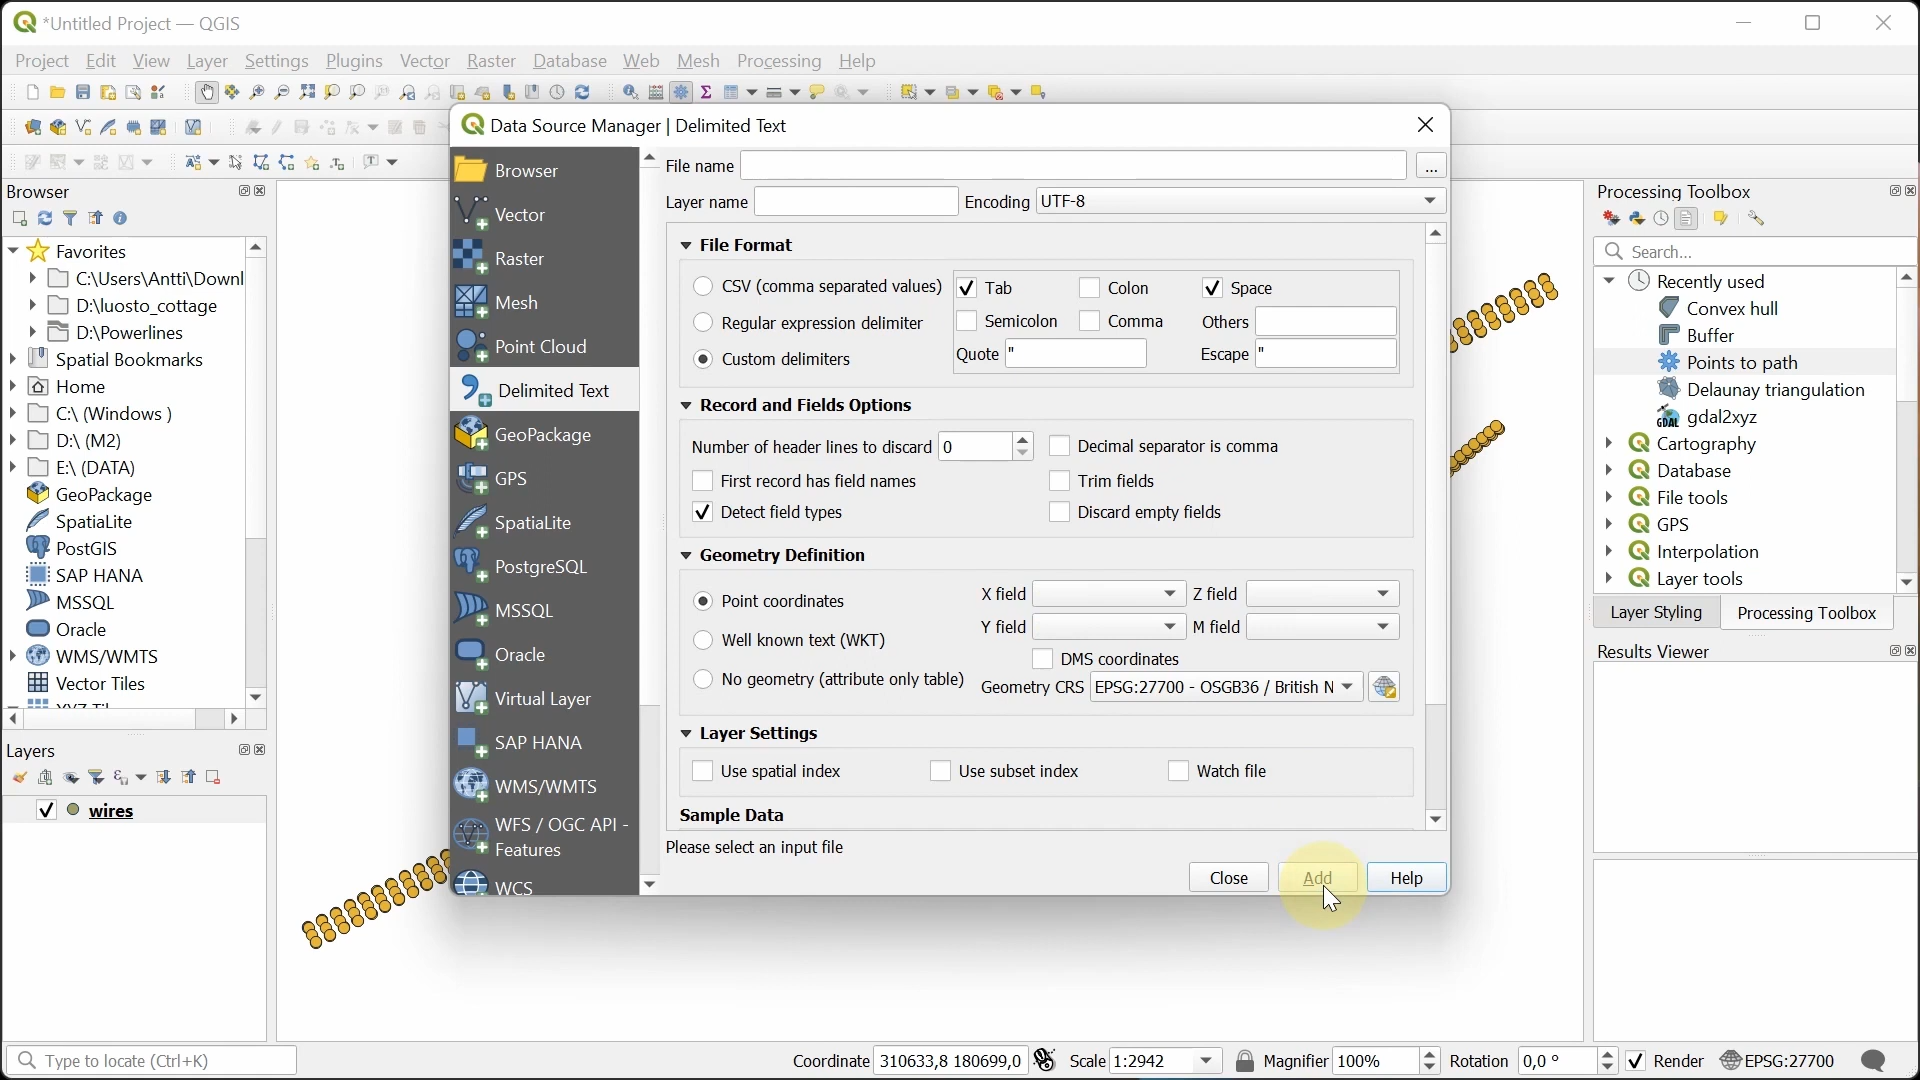 *Untitled Project — QGIS
Project Edit View Layer Settings Plugins Vector Raster Database Web Mesh Processing Help
Data Source Manager | Delimited Text
Browser
Favorites
C:\Users\Antti\Downl
D:\luosto_cottage
D:\Powerlines
Spatial Bookmarks
Home
C:\ (Windows )
D:\ (M2)
E:\ (DATA)
GeoPackage
SpatiaLite
PostGIS
SAP HANA
MSSQL
Oracle
WMS/WMTS
Vector Tiles
Layers
wires
Browser
Vector
Raster
Mesh
Point Cloud
Delimited Text
GeoPackage
GPS
SpatiaLite
PostgreSQL
MSSQL
Oracle
Virtual Layer
SAP HANA
WMS/WMTS
WFS / OGC API -
Features
WCS
File name ...
Layer name Encoding UTF-8
File Format
CSV (comma separated values) Tab Colon Space
Regular expression delimiter Semicolon Comma Others
Custom delimiters Quote " Escape "
Record and Fields Options
Number of header lines to discard 0 Decimal separator is comma
First record has field names Trim fields
Detect field types Discard empty fields
Geometry Definition
Point coordinates X field Z field
Well known text (WKT) Y field M field
DMS coordinates
No geometry (attribute only table) Geometry CRS EPSG:27700 - OSGB36 / British N
Layer Settings
Use spatial index Use subset index Watch file
Sample Data
Please select an input file
Close Add Help
Processing Toolbox
Search...
Recently used
Convex hull
Buffer
Points to path
Delaunay triangulation
GDAL gdal2xyz
Cartography
Database
File tools
GPS
Interpolation
Layer tools
Layer Styling Processing Toolbox
Results Viewer
Type to locate (Ctrl+K) Coordinate 310633,8 180699,0 Scale 1:2942 Magnifier 100% Rotation 0,0 ° Render EPSG:27700